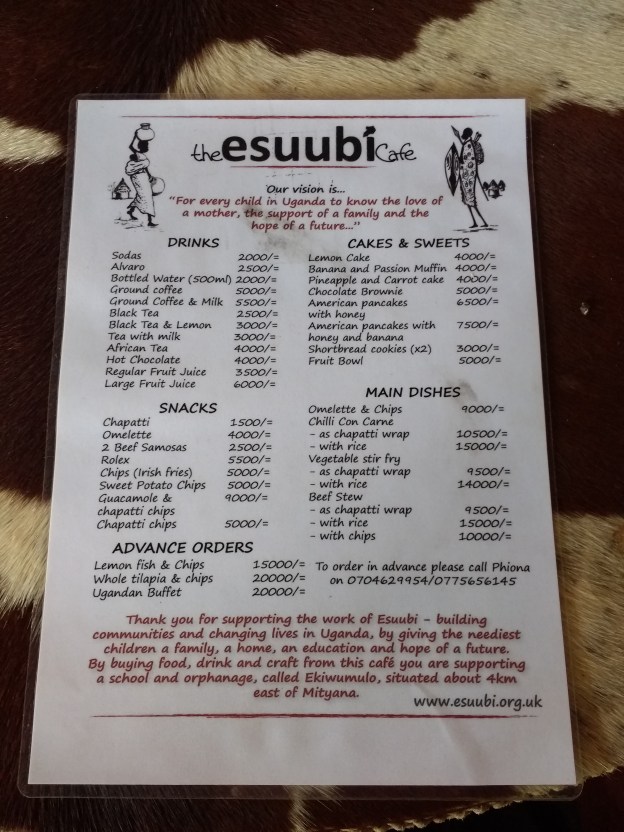 the esuubi Cafe
Our vision is...
"For every child in Uganda to know the love of
a mother, the support of a family and the
hope of a future..."
DRINKS
Sodas 2000/=
Alvaro 2500/=
Bottled Water (500ml) 2000/=
Ground coffee 5000/=
Ground Coffee & Milk 5500/=
Black Tea 2500/=
Black Tea & Lemon 3000/=
Tea with milk 3000/=
African Tea 4000/=
Hot Chocolate 4000/=
Regular Fruit Juice 3500/=
Large Fruit Juice 6000/=
SNACKS
Chapatti 1500/=
Omelette 4000/=
2 Beef Samosas 2500/=
Rolex 5500/=
Chips (Irish fries) 5000/=
Sweet Potato Chips 5000/=
Guacamole & 9000/=
chapatti chips
Chapatti chips 5000/=
CAKES & SWEETS
Lemon Cake 4000/=
Banana and Passion Muffin 4000/=
Pineapple and Carrot cake 4000/=
Chocolate Brownie 5000/=
American pancakes 6500/=
with honey
American pancakes with 7500/=
honey and banana
Shortbread cookies (x2) 3000/=
Fruit Bowl 5000/=
MAIN DISHES
Omelette & Chips 9000/=
Chilli Con Carne
- as chapatti wrap 10500/=
- with rice 15000/=
Vegetable stir fry
- as chapatti wrap 9500/=
- with rice 14000/=
Beef Stew
- as chapatti wrap 9500/=
- with rice 15000/=
- with chips 10000/=
ADVANCE ORDERS
Lemon fish & Chips 15000/=
Whole tilapia & chips 20000/=
Ugandan Buffet 20000/=
To order in advance please call Phiona
on 0704629954/0775656145
Thank you for supporting the work of Esuubi - building
communities and changing lives in Uganda, by giving the neediest
children a family, a home, an education and hope of a future.
By buying food, drink and craft from this café you are supporting
a school and orphanage, called Ekiwumulo, situated about 4km
east of Mityana.
www.esuubi.org.uk